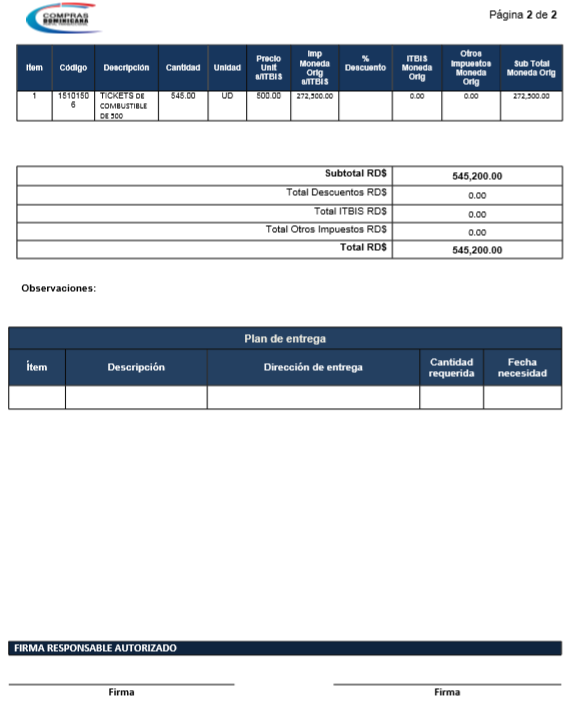 COMPRAS
DOMINICANA
Página 2 de 2
Item Código Descripción Cantidad Unidad Precio Unit s/ITBIS Imp Moneda Orig s/ITBIS % Descuento ITBIS Moneda Orig Otros Impuestos Moneda Orig Sub Total Moneda Orig
1 15101506 TICKETS DE COMBUSTIBLE DE 500 545.00 UD 500.00 272,500.00 0.00 0.00 272,500.00
Subtotal RD$ 545,200.00
Total Descuentos RD$ 0.00
Total ITBIS RD$ 0.00
Total Otros Impuestos RD$ 0.00
Total RD$ 545,200.00
Observaciones:
Plan de entrega
Ítem Descripción Dirección de entrega Cantidad requerida Fecha necesidad
FIRMA RESPONSABLE AUTORIZADO
Firma Firma